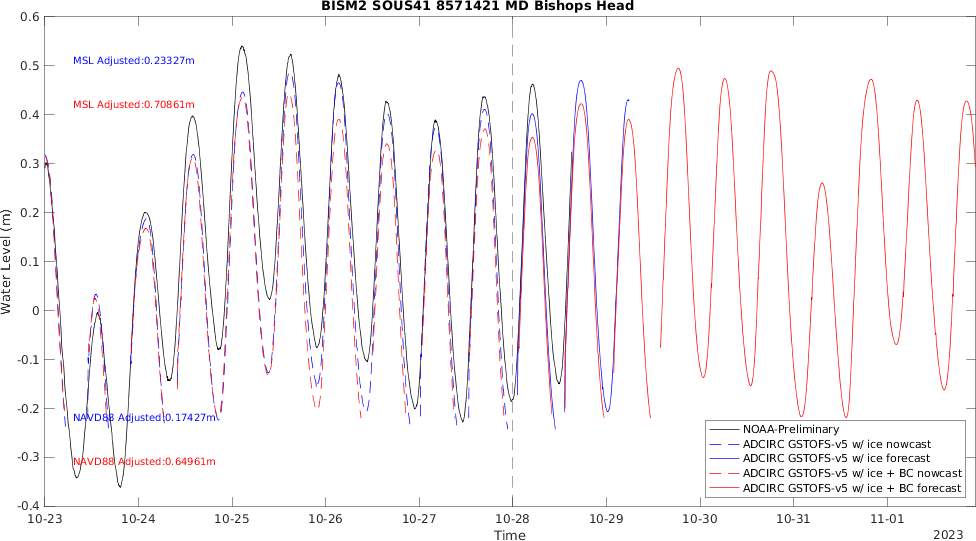 BISM2 SOUS41 8571421 MD Bishops Head
0.6
0.5
0.4
0.3
0.2
0.1
0
-0.1
-0.2
-0.3
-0.4
Water Level (m)
MSL Adjusted:0.23327m
MSL Adjusted:0.70861m
NAVD88 Adjusted:0.17427m
NAVD88 Adjusted:0.64961m
NOAA-Preliminary
ADCIRC GSTOFS-v5 w/ ice nowcast
ADCIRC GSTOFS-v5 w/ ice forecast
ADCIRC GSTOFS-v5 w/ ice + BC nowcast
ADCIRC GSTOFS-v5 w/ ice + BC forecast
10-23 10-24 10-25 10-26 10-27 10-28 10-29 10-30 10-31 11-01
Time
2023